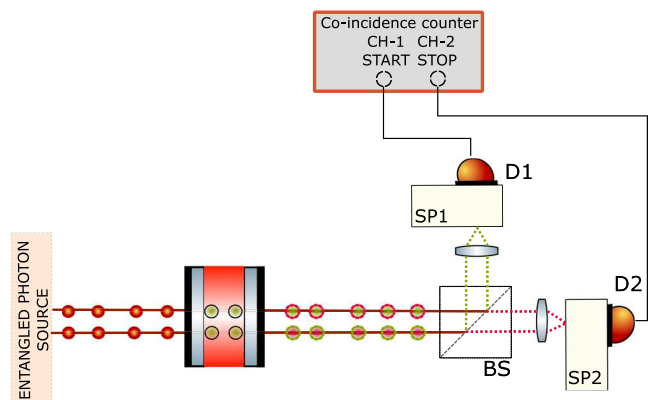 Co-incidence counter
CH-1 CH-2
START STOP
D1
SP1
D2
BS
SP2
ENTANGLED PHOTON
SOURCE